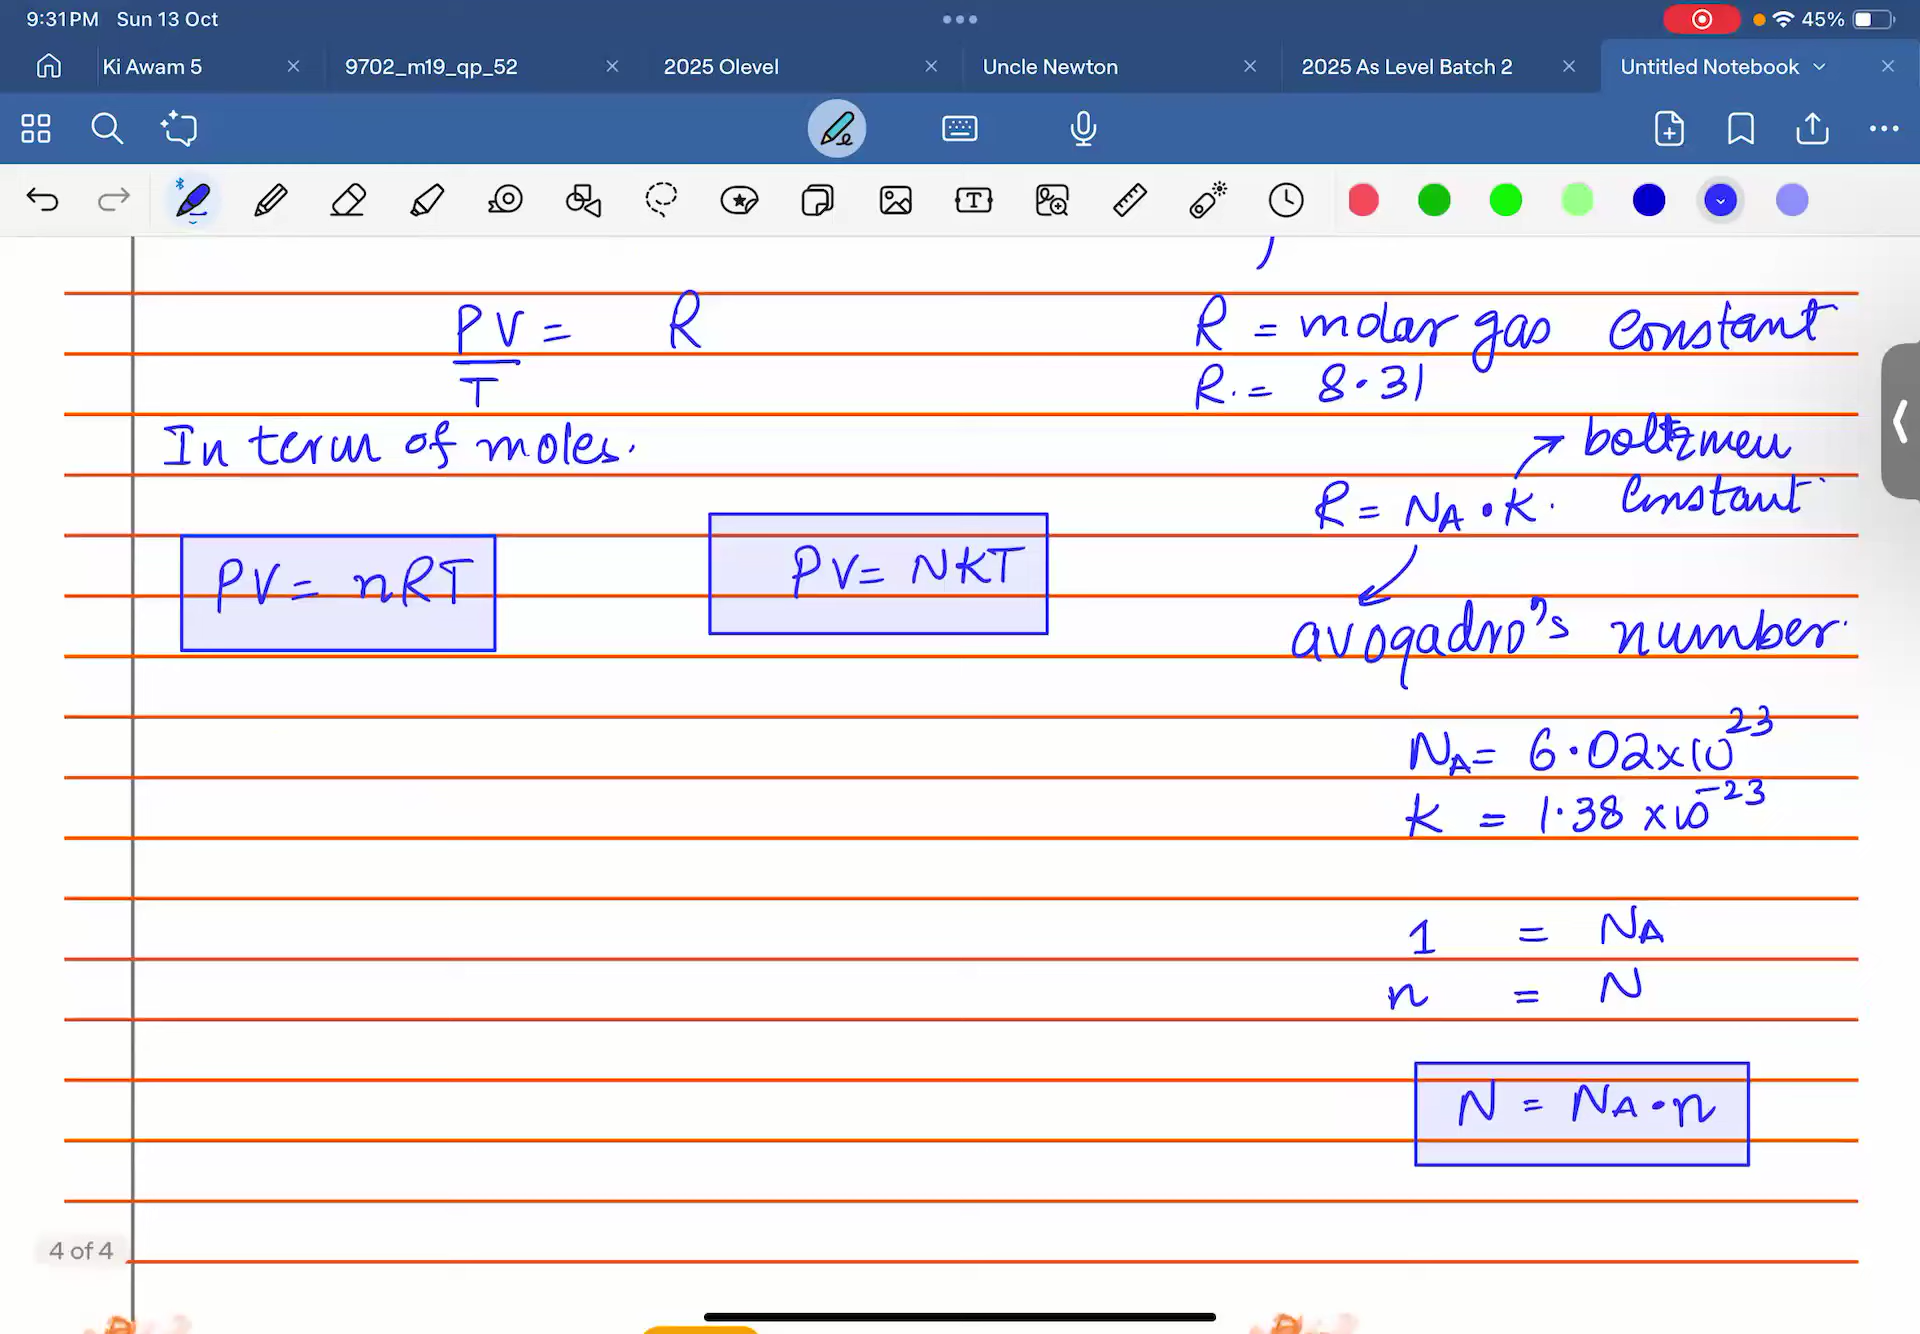 9:31PM Sun 13 Oct 45%
Ki Awam 5 9702_m19_qp_52 2025 Olevel Uncle Newton 2025 As Level Batch 2 Untitled Notebook
PV = R
T
R = molar gas constant
R. = 8.31
In term of moles.
boltzmen
R = NA · K. Constant
PV = nRT
PV = NKT
avogadro's number.
NA = 6.02x10^23
K = 1.38 x10^-23
1 = NA
n = N
N = NA · n
4 of 4